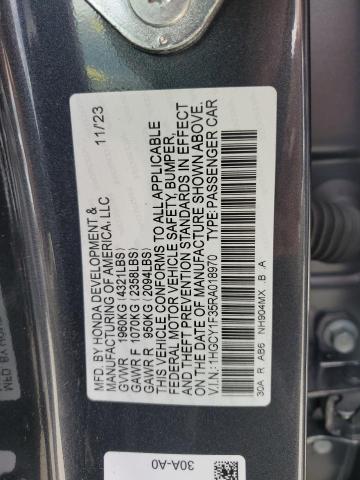 MFD. BY HONDA DEVELOPMENT & 11/23
MANUFACTURING OF AMERICA, LLC
GVWR 1960KG(4321LBS)
GAWR F 1070KG(2358LBS)
GAWR R 950KG(2094LBS)
THIS VEHICLE CONFORMS TO ALL APPLICABLE
FEDERAL MOTOR VEHICLE SAFETY, BUMPER,
AND THEFT PREVENTION STANDARDS IN EFFECT
ON THE DATE OF MANUFACTURE SHOWN ABOVE.
V.I.N.: 1HGCY1F35RA018970 TYPE: PASSENGER CAR
30A R AB6 NH904MX .B A
30A-A0